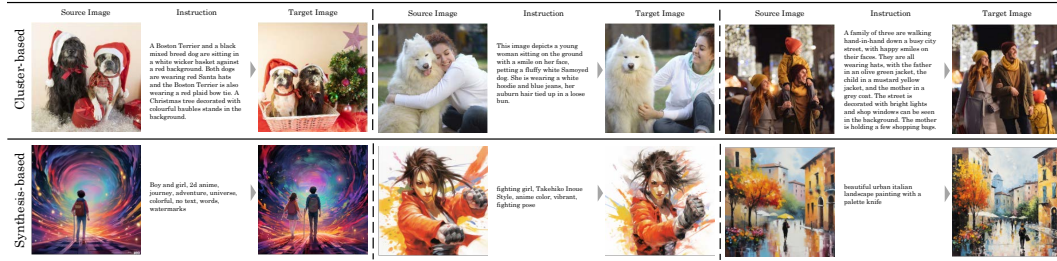 Source Image
Instruction
Target Image
Source Image
Instruction
Target Image
Source Image
Instruction
Target Image
Cluster-based
A Boston Terrier and a black
mixed breed dog are sitting in
a white wicker basket against
a red background. Both dogs
are wearing red Santa hats
and the Boston Terrier is also
wearing a red plaid bow tie. A
Christmas tree decorated with
colourful baubles stands in the
background.
This image depicts a young
woman sitting on the ground
with a smile on her face,
petting a fluffy white Samoyed
dog. She is wearing a white
hoodie and blue jeans, her
auburn hair tied up in a loose
bun.
A family of three are walking
hand-in-hand down a busy city
street, with happy smiles on
their faces. They are all
wearing hats, with the father
in an olive green jacket, the
child in a mustard yellow
jacket, and the mother in a
grey coat. The street is
decorated with bright lights
and shop windows can be seen
in the background. The mother
is holding a few shopping bags.
Synthesis-based
Boy and girl, 2d anime,
journey, adventure, universe,
colorful, no text, words,
watermarks
fighting girl, Takehiko Inoue
Style, anime color, vibrant,
fighting pose
beautiful urban italian
landscape painting with a
palette knife